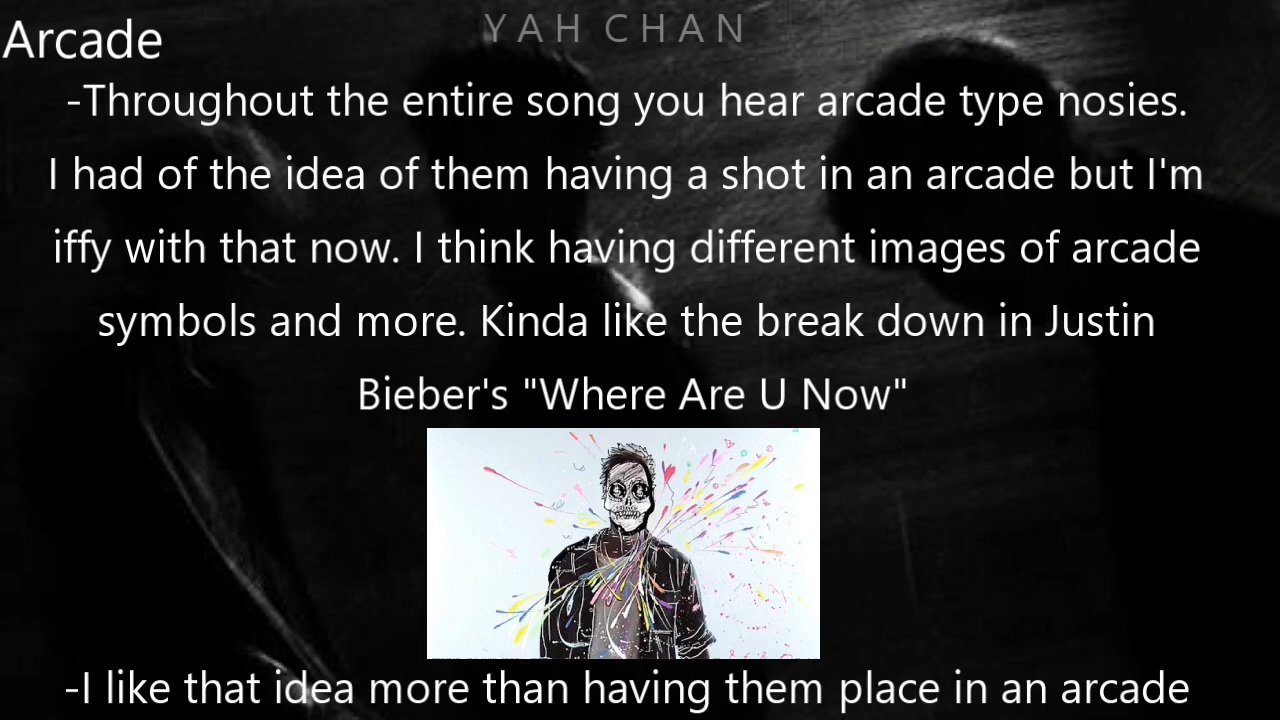 Y A H C H A N
Arcade
-Throughout the entire song you hear arcade type nosies.
I had of the idea of them having a shot in an arcade but I'm
iffy with that now. I think having different images of arcade
symbols and more. Kinda like the break down in Justin
Bieber's "Where Are U Now"
-I like that idea more than having them place in an arcade